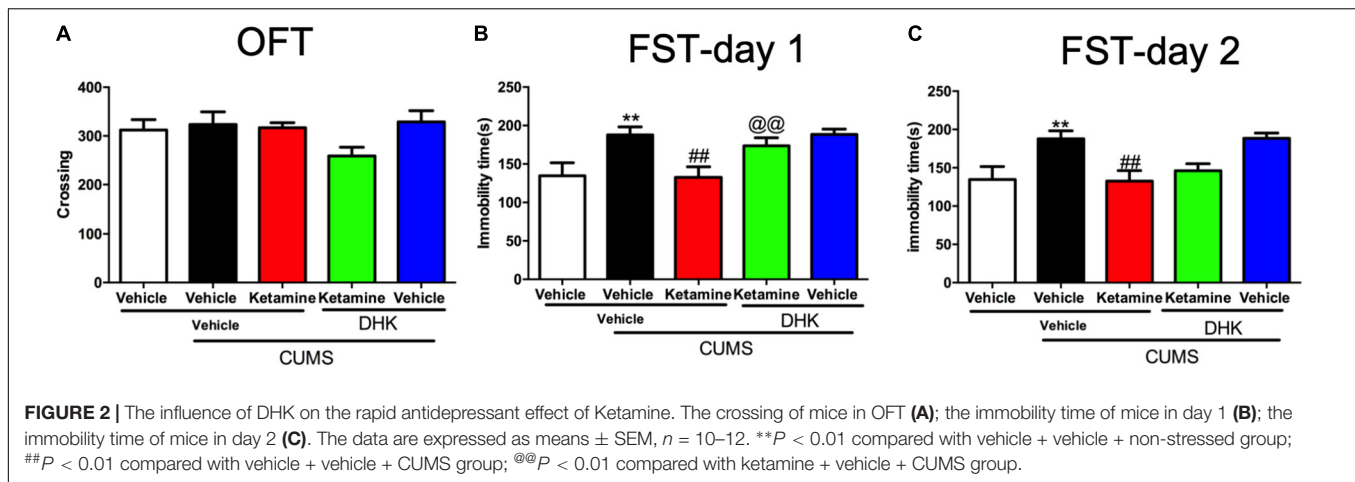 A
OFT
Crossing
400
300
200
100
0
Vehicle Vehicle Ketamine Ketamine Vehicle
Vehicle DHK
CUMS
B
FST-day 1
Immobility time(s)
250
200
150
100
50
0
**
##
@@
Vehicle Vehicle Ketamine Ketamine Vehicle
Vehicle DHK
CUMS
C
FST-day 2
immobility time(s)
250
200
150
100
50
0
**
##
Vehicle Vehicle Ketamine Ketamine Vehicle
Vehicle DHK
CUMS
FIGURE 2 | The influence of DHK on the rapid antidepressant effect of Ketamine. The crossing of mice in OFT (A); the immobility time of mice in day 1 (B); the
immobility time of mice in day 2 (C). The data are expressed as means ± SEM, n = 10–12. **P < 0.01 compared with vehicle + vehicle + non-stressed group;
##P < 0.01 compared with vehicle + vehicle + CUMS group; @@P < 0.01 compared with ketamine + vehicle + CUMS group.